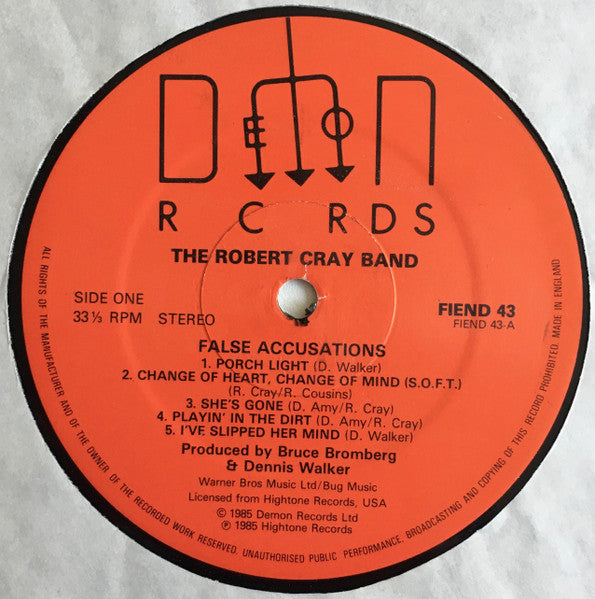 DEMON
R C RDS
THE ROBERT CRAY BAND
SIDE ONE
33⅓ RPM STEREO
FIEND 43
FIEND 43-A
FALSE ACCUSATIONS
1. PORCH LIGHT (D. Walker)
2. CHANGE OF HEART, CHANGE OF MIND (S.O.F.T.)
(R. Cray/R. Cousins)
3. SHE'S GONE (D. Amy/R. Cray)
4. PLAYIN' IN THE DIRT (D. Amy/R. Cray)
5. I'VE SLIPPED HER MIND (D. Walker)
Produced by Bruce Bromberg
& Dennis Walker
Warner Bros Music Ltd/Bug Music
Licensed from Hightone Records, USA
© 1985 Demon Records Ltd
℗ 1985 Hightone Records
ALL RIGHTS OF THE MANUFACTURER AND OF THE OWNER OF THE RECORDED WORK RESERVED. UNAUTHORISED PUBLIC PERFORMANCE, BROADCASTING AND COPYING OF THIS RECORD PROHIBITED. MADE IN ENGLAND